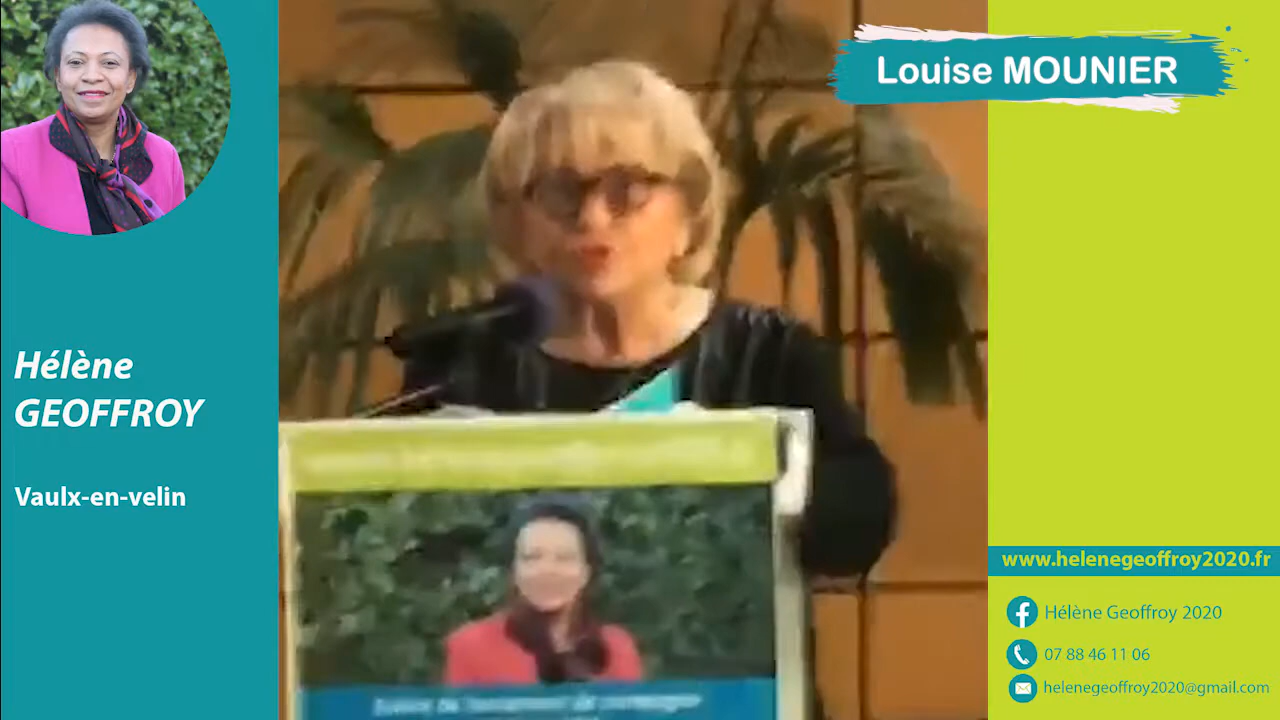 Louise MOUNIER
Hélène
GEOFFROY
Vaulx-en-velin
www.helenegeoffroy2020.fr
Hélène Geoffroy 2020
07 88 46 11 06
helenegeoffroy2020@gmail.com